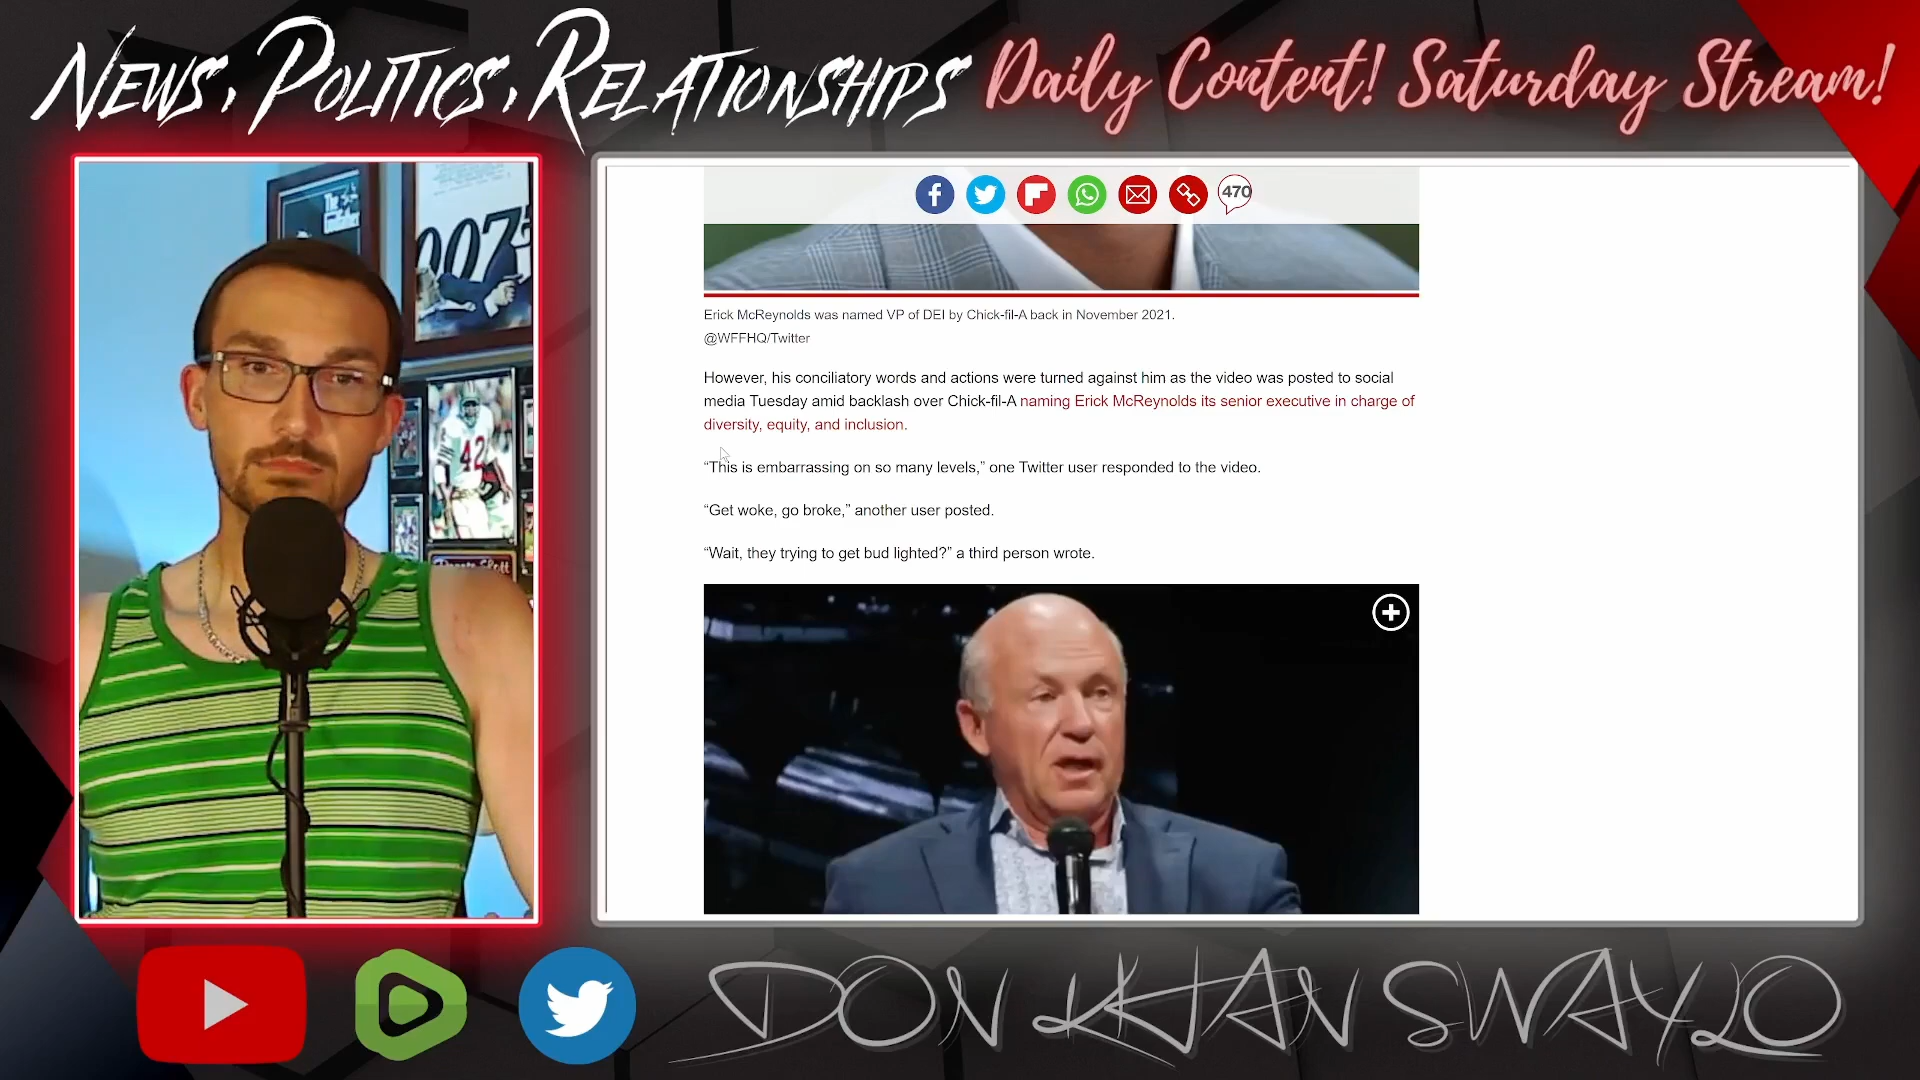 NEWS, POLITICS, RELATIONSHIPS
Daily Content! Saturday Stream!
The
007
42
470
Erick McReynolds was named VP of DEI by Chick-fil-A back in November 2021.
@WFFHQ/Twitter
However, his conciliatory words and actions were turned against him as the video was posted to social
media Tuesday amid backlash over Chick-fil-A naming Erick McReynolds its senior executive in charge of
diversity, equity, and inclusion.
“This is embarrassing on so many levels,” one Twitter user responded to the video.
“Get woke, go broke,” another user posted.
“Wait, they trying to get bud lighted?” a third person wrote.
DON KHAN SWAYLO